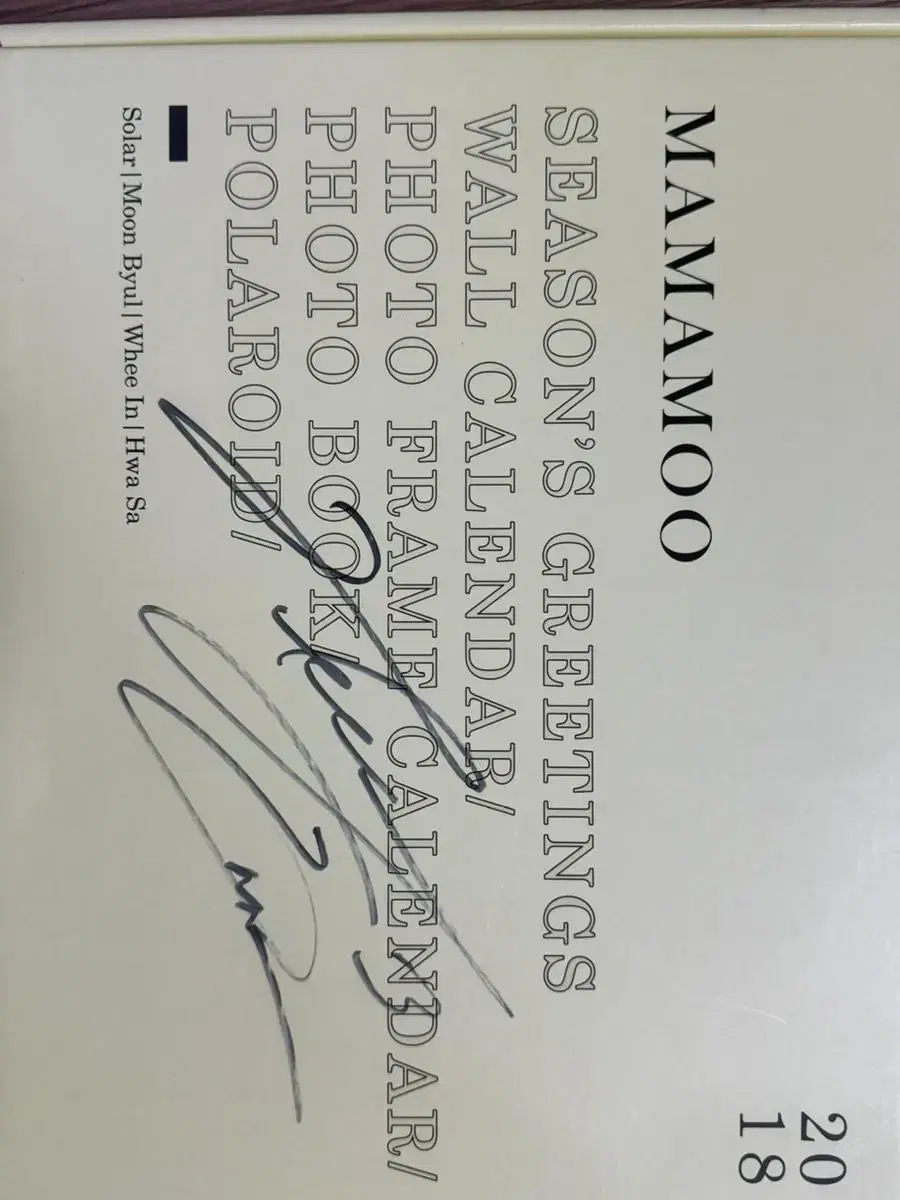 MAMAMOO
20
18
SEASON'S GREETINGS
WALL CALENDAR/
PHOTO FRAME CALENDAR/
PHOTO BOOK/
POLAROID/
Solar | Moon Byul | Whee In | Hwa Sa